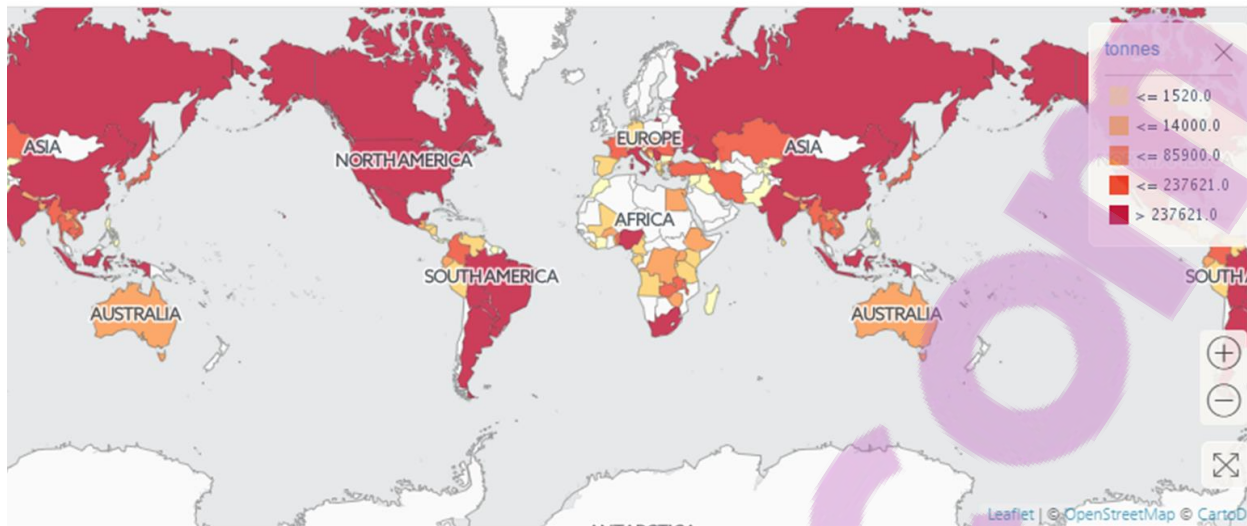 tonnes
<= 1520.0
<= 14000.0
<= 85900.0
<= 237621.0
> 237621.0
ASIA
NORTH AMERICA
EUROPE
ASIA
AFRICA
SOUTH AMERICA
SOUTH
AUSTRALIA
AUSTRALIA
Leaflet | © OpenStreetMap © CartoD